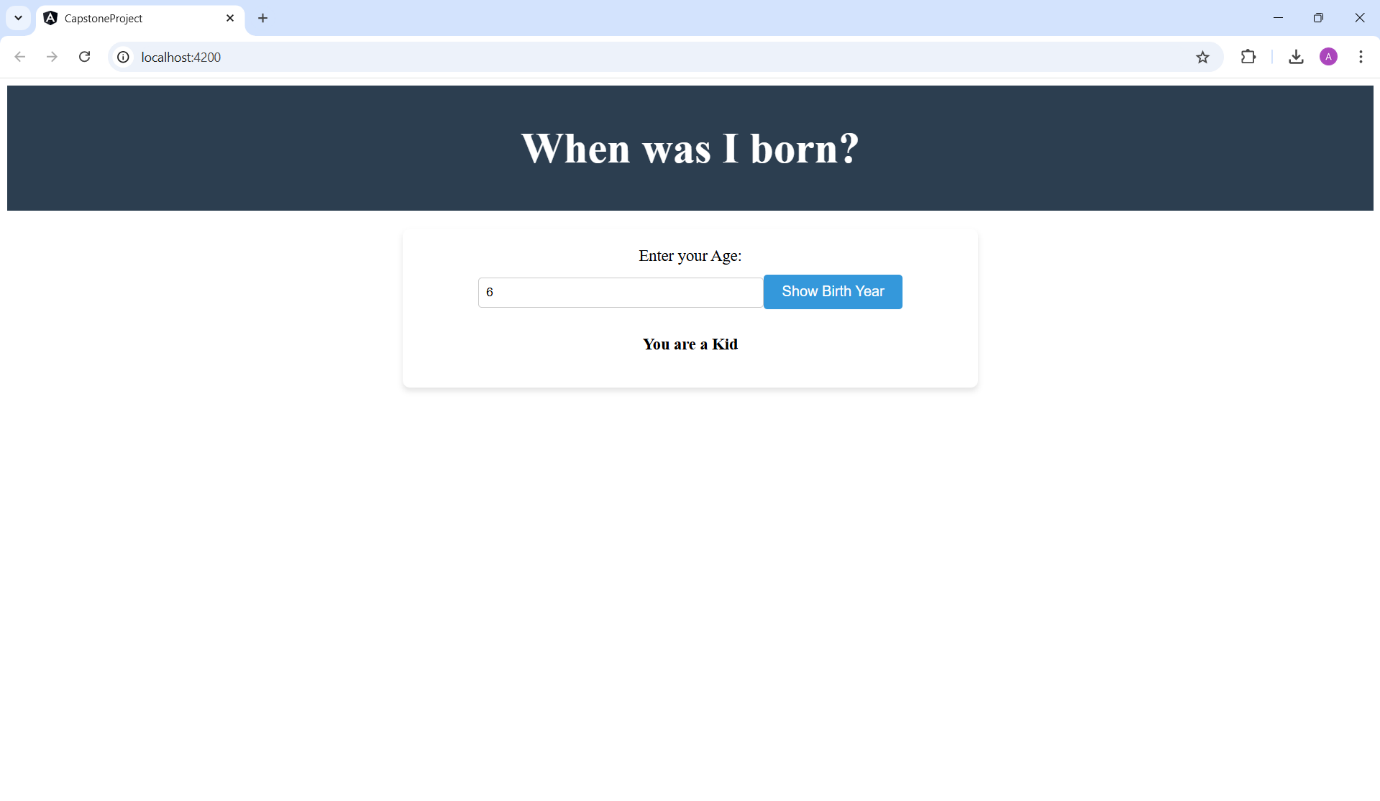 CapstoneProject
localhost:4200
A
When was I born?
Enter your Age:
6
Show Birth Year
You are a Kid